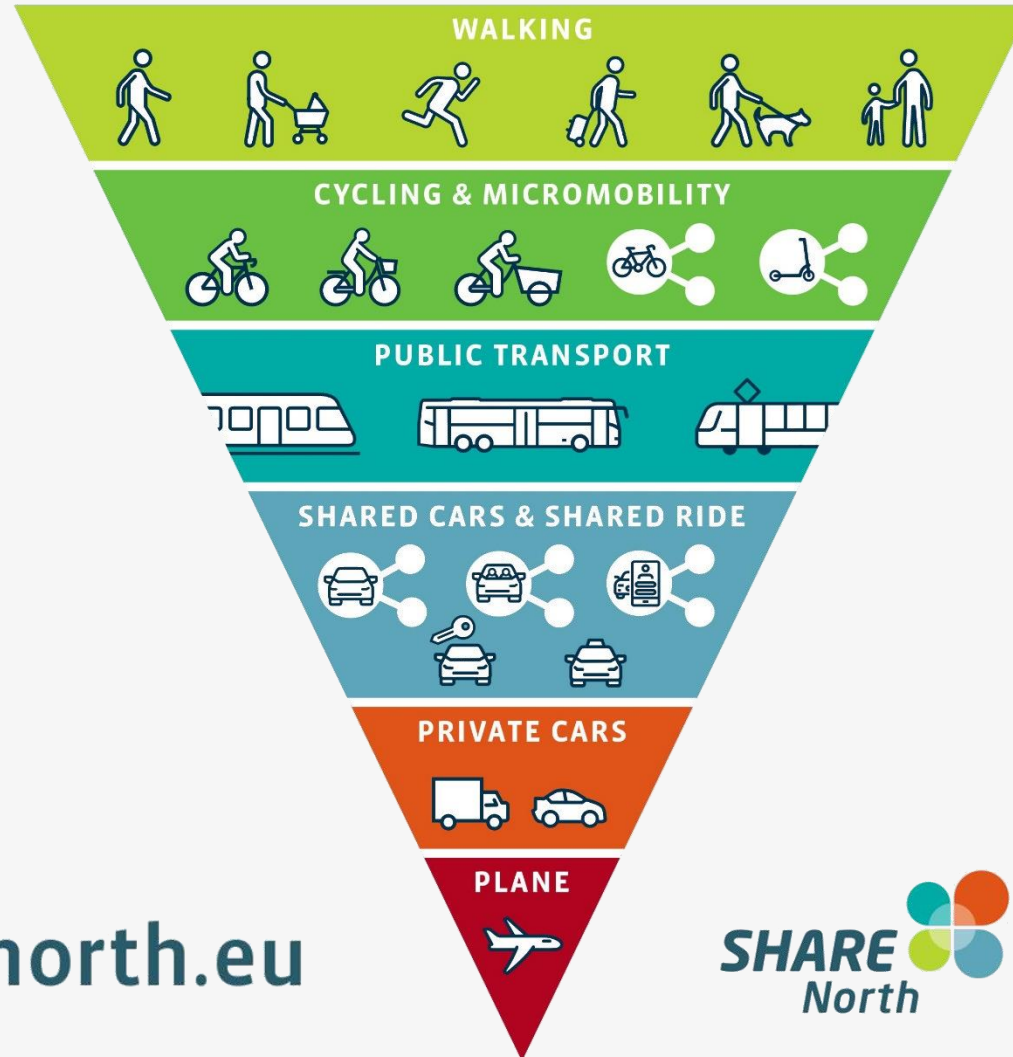 WALKING
CYCLING & MICROMOBILITY
PUBLIC TRANSPORT
SHARED CARS & SHARED RIDE
PRIVATE CARS
PLANE
north.eu
SHARE
North